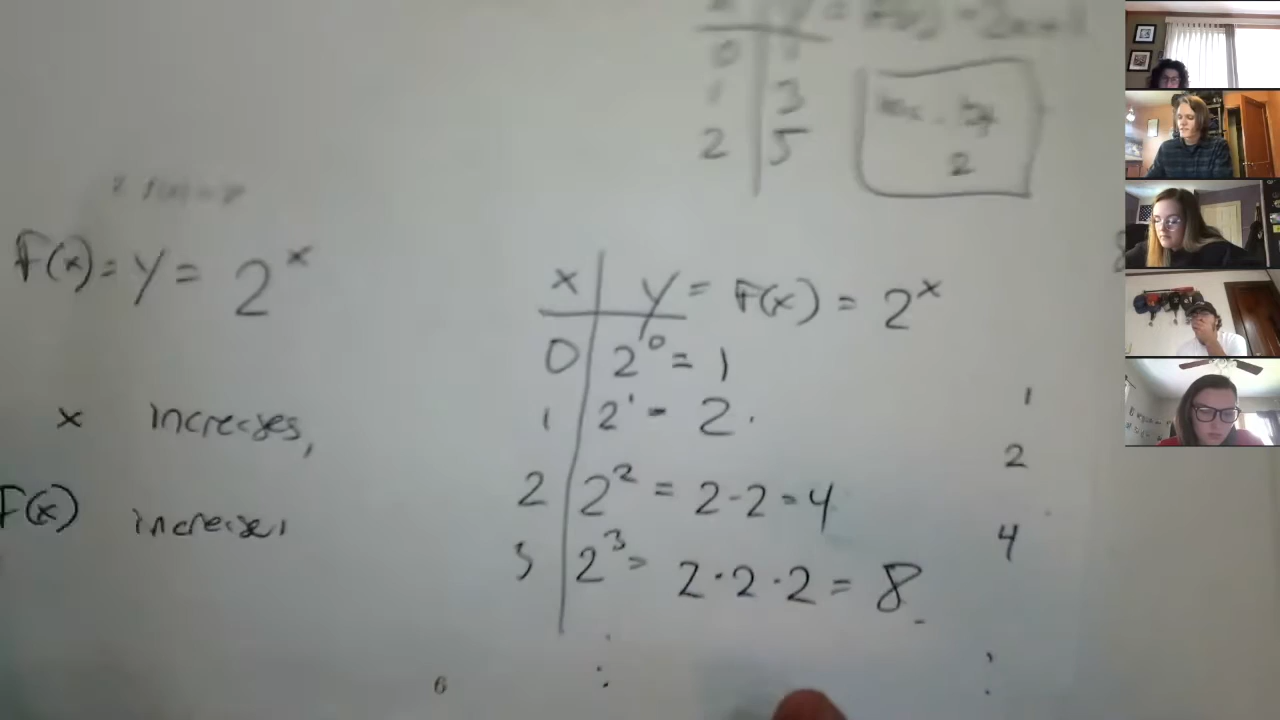 0
1 3
2 5
2
F(x) = y = 2^x
x increases,
F(x) increases
x y = F(x) = 2^x
0 2^0 = 1
1 2^1 = 2
2 2^2 = 2·2 = 4
3 2^3 = 2·2·2 = 8
1
2
4
6